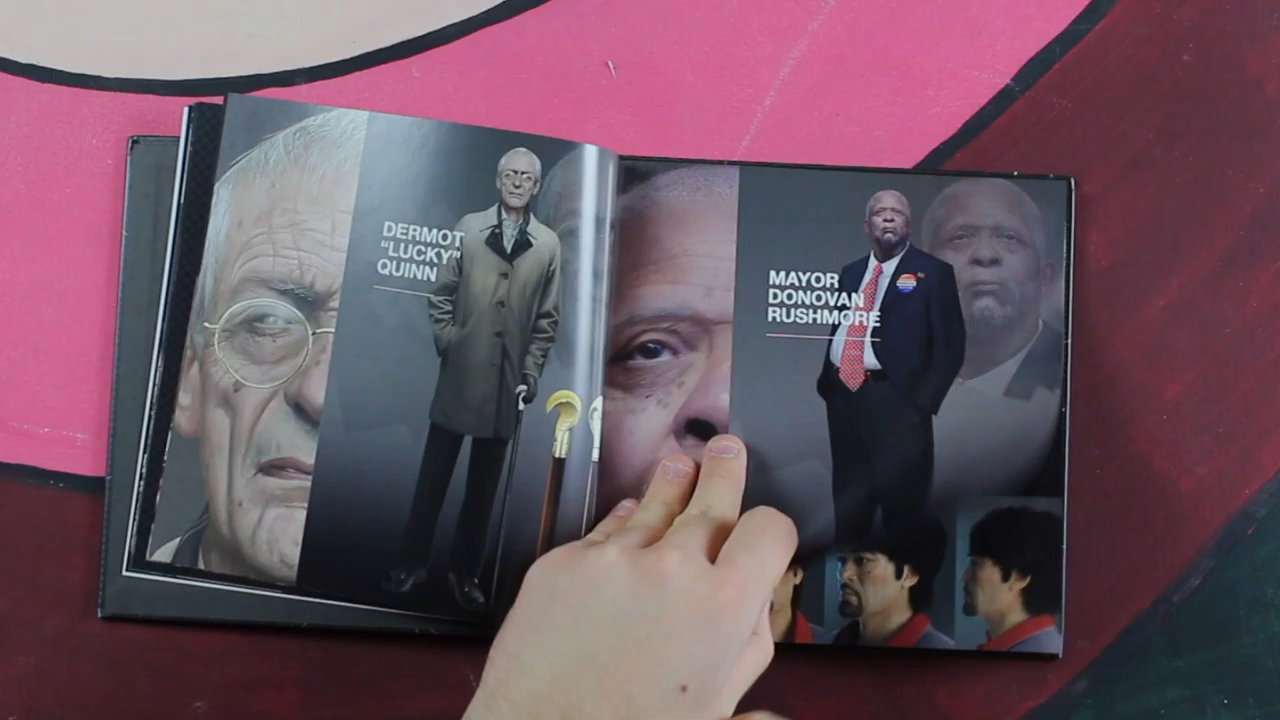 DERMOT
"LUCKY"
QUINN
MAYOR
DONOVAN
RUSHMORE